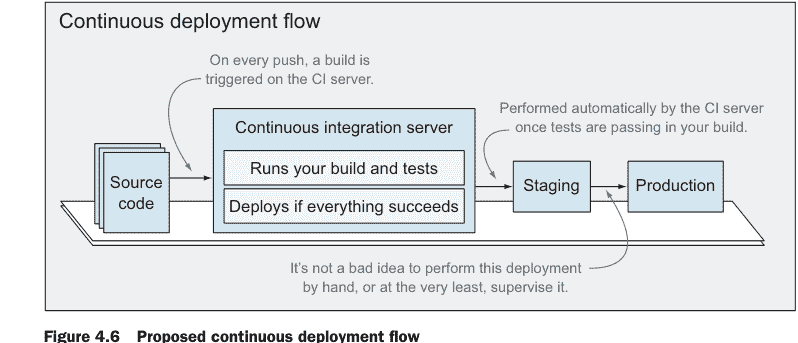 Continuous deployment flow
On every push, a build is
triggered on the CI server.
Performed automatically by the CI server
once tests are passing in your build.
Continuous integration server
Runs your build and tests
Deploys if everything succeeds
Source
code
Staging
Production
It's not a bad idea to perform this deployment
by hand, or at the very least, supervise it.
Figure 4.6 Proposed continuous deployment flow